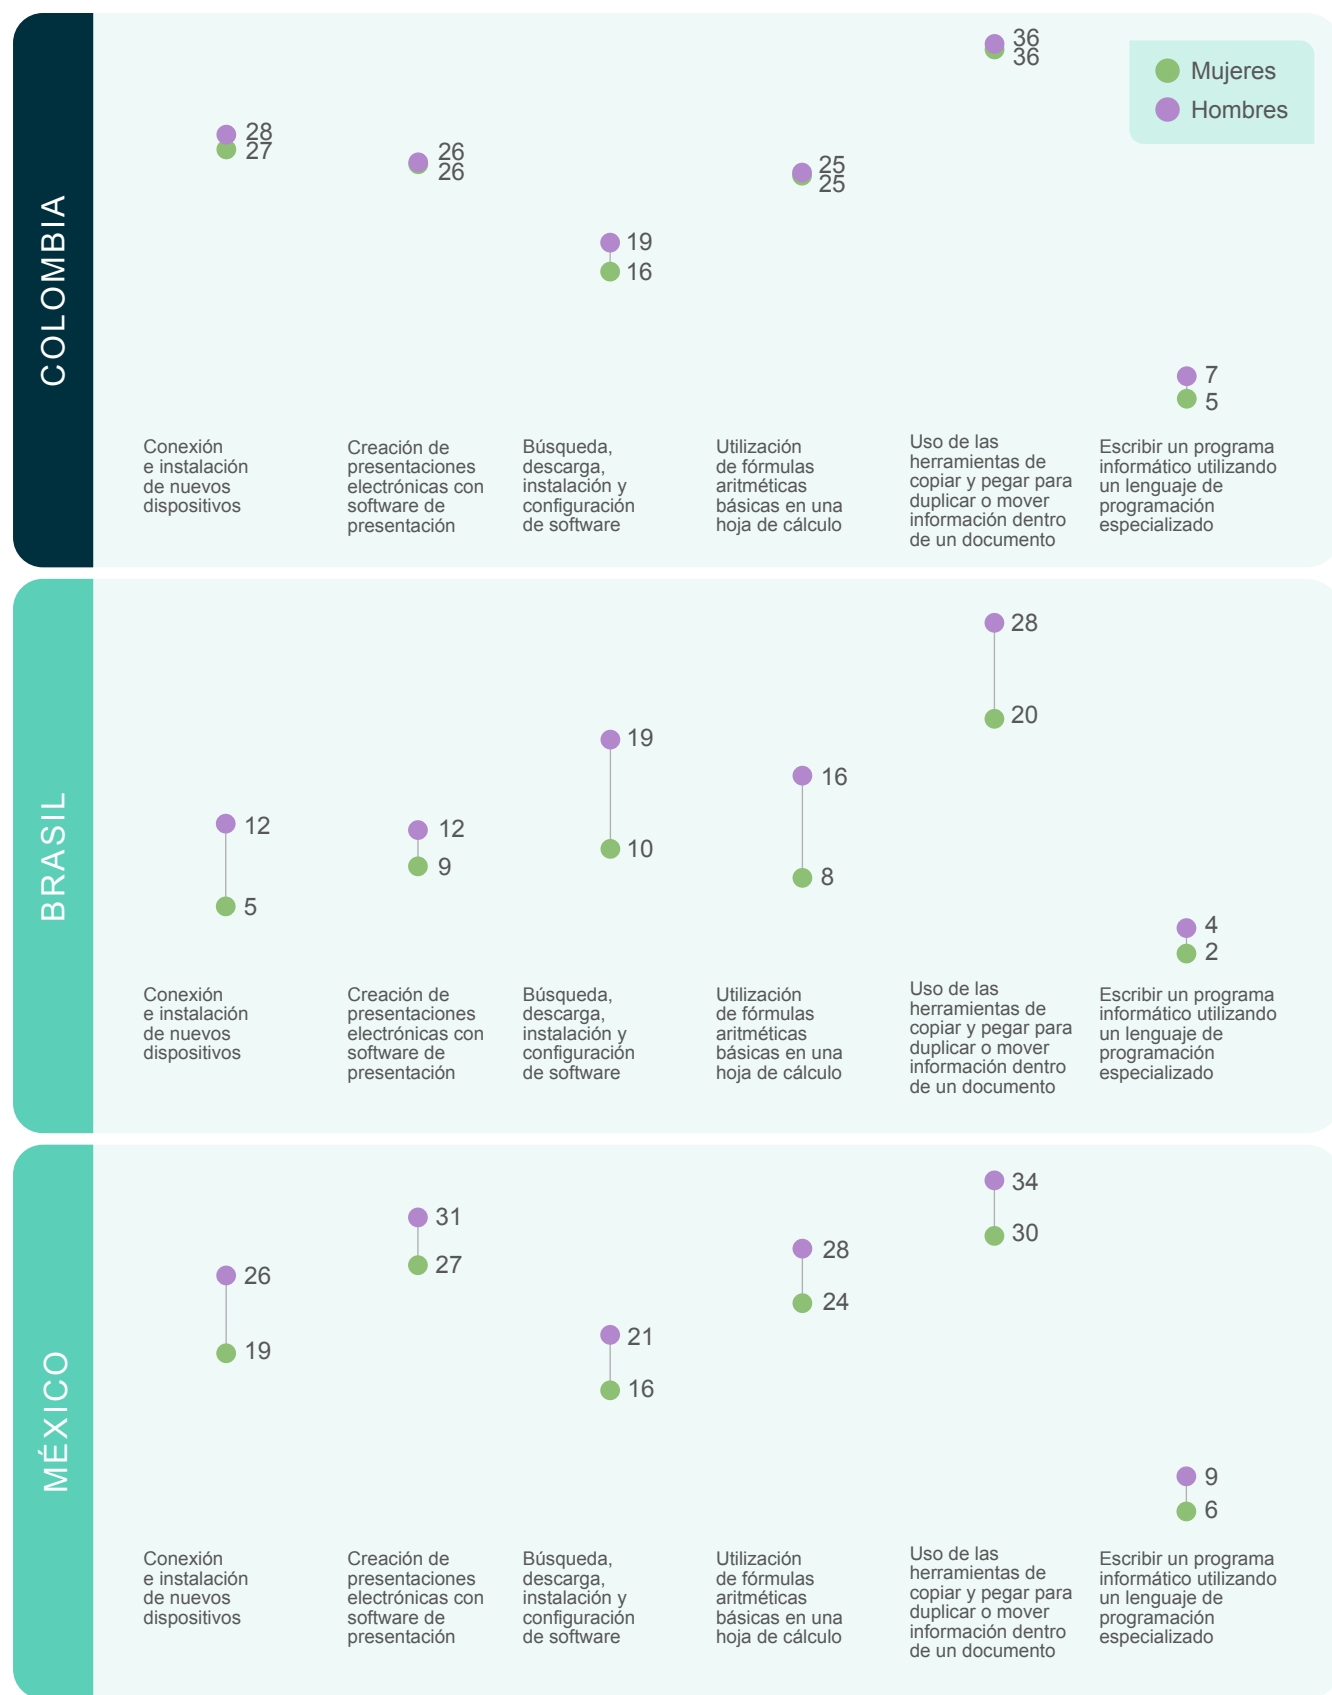 COLOMBIA
Mujeres
Hombres
28
27
26
26
19
16
25
25
36
36
7
5
Conexión
e instalación
de nuevos
dispositivos
Creación de
presentaciones
electrónicas con
software de
presentación
Búsqueda,
descarga,
instalación y
configuración
de software
Utilización
de fórmulas
aritméticas
básicas en una
hoja de cálculo
Uso de las
herramientas de
copiar y pegar para
duplicar o mover
información dentro
de un documento
Escribir un programa
informático utilizando
un lenguaje de
programación
especializado
BRASIL
12
5
12
9
19
10
16
8
28
20
4
2
Conexión
e instalación
de nuevos
dispositivos
Creación de
presentaciones
electrónicas con
software de
presentación
Búsqueda,
descarga,
instalación y
configuración
de software
Utilización
de fórmulas
aritméticas
básicas en una
hoja de cálculo
Uso de las
herramientas de
copiar y pegar para
duplicar o mover
información dentro
de un documento
Escribir un programa
informático utilizando
un lenguaje de
programación
especializado
MÉXICO
26
19
31
27
21
16
28
24
34
30
9
6
Conexión
e instalación
de nuevos
dispositivos
Creación de
presentaciones
electrónicas con
software de
presentación
Búsqueda,
descarga,
instalación y
configuración
de software
Utilización
de fórmulas
aritméticas
básicas en una
hoja de cálculo
Uso de las
herramientas de
copiar y pegar para
duplicar o mover
información dentro
de un documento
Escribir un programa
informático utilizando
un lenguaje de
programación
especializado